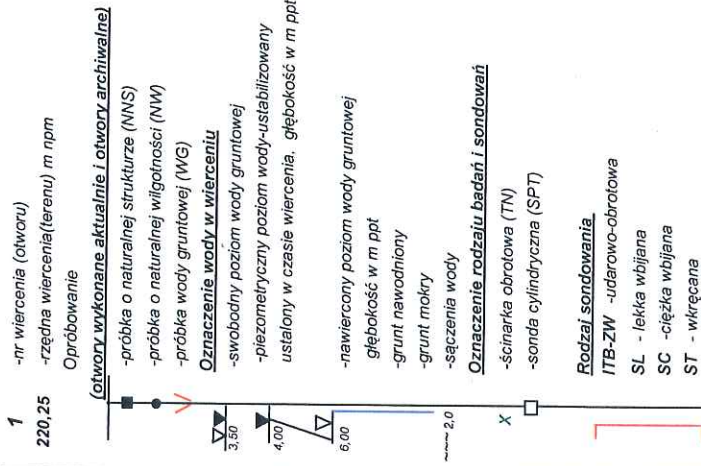 1 -nr wiercenia (otworu)
220,25 -rzędna wiercenia(terenu) m npm
Opróbowanie
(otwory wykonane aktualnie i otwory archiwalne)
-próbka o naturalnej strukturze (NNS)
-próbka o naturalnej wilgotności (NW)
-próbka wody gruntowej (WG)
Oznaczenie wody w wierceniu
3,50 -swobodny poziom wody gruntowej
4,00 -piezometryczny poziom wody-ustabilizowany
ustalony w czasie wiercenia, głębokość w m ppt
6,00 -nawiercony poziom wody gruntowej
głębokość w m ppt
-grunt nawodniony
-grunt mokry
~~~ 2,0 -sączenia wody
Oznaczenie rodzaju badań i sondowań
x -ścinarka obrotowa (TN)
-sonda cylindryczna (SPT)
Rodzaj sondowania
ITB-ZW -udarowo-obrotowa
SL - lekka wbijana
SC -ciężka wbijana
ST - wkręcana